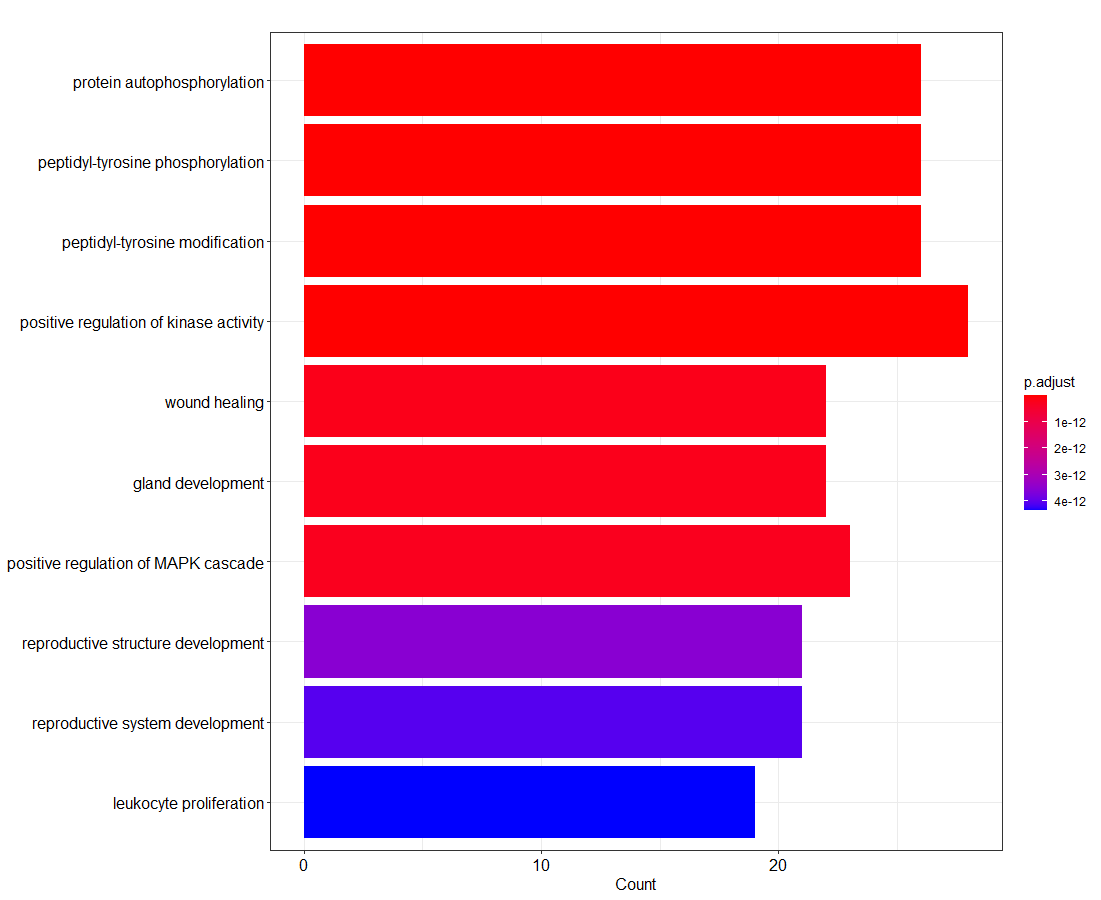 protein autophosphorylation
peptidyl-tyrosine phosphorylation
peptidyl-tyrosine modification
positive regulation of kinase activity
wound healing
gland development
positive regulation of MAPK cascade
reproductive structure development
reproductive system development
leukocyte proliferation
0 10 20
Count
p.adjust
1e-12
2e-12
3e-12
4e-12